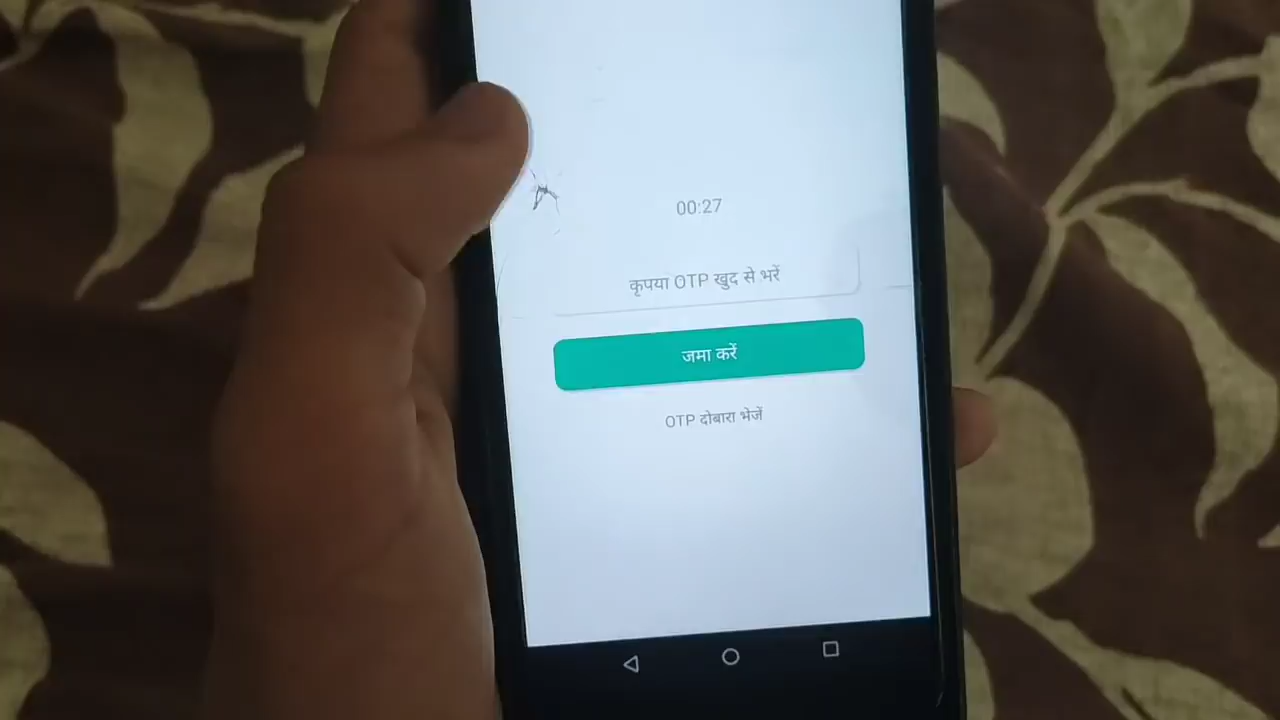 00:27
कृपया OTP खुद से भरें
जमा करें
OTP दोबारा भेजें